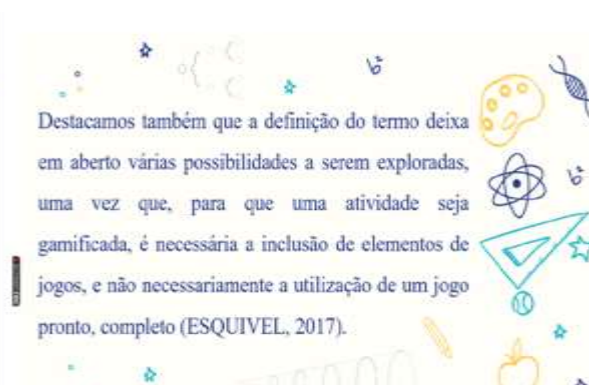 b²
Destacamos também que a definição do termo deixa
em aberto várias possibilidades a serem exploradas,
uma vez que, para que uma atividade seja
b²
gamificada, é necessária a inclusão de elementos de
jogos, e não necessariamente a utilização de um jogo
pronto, completo (ESQUIVEL, 2017).